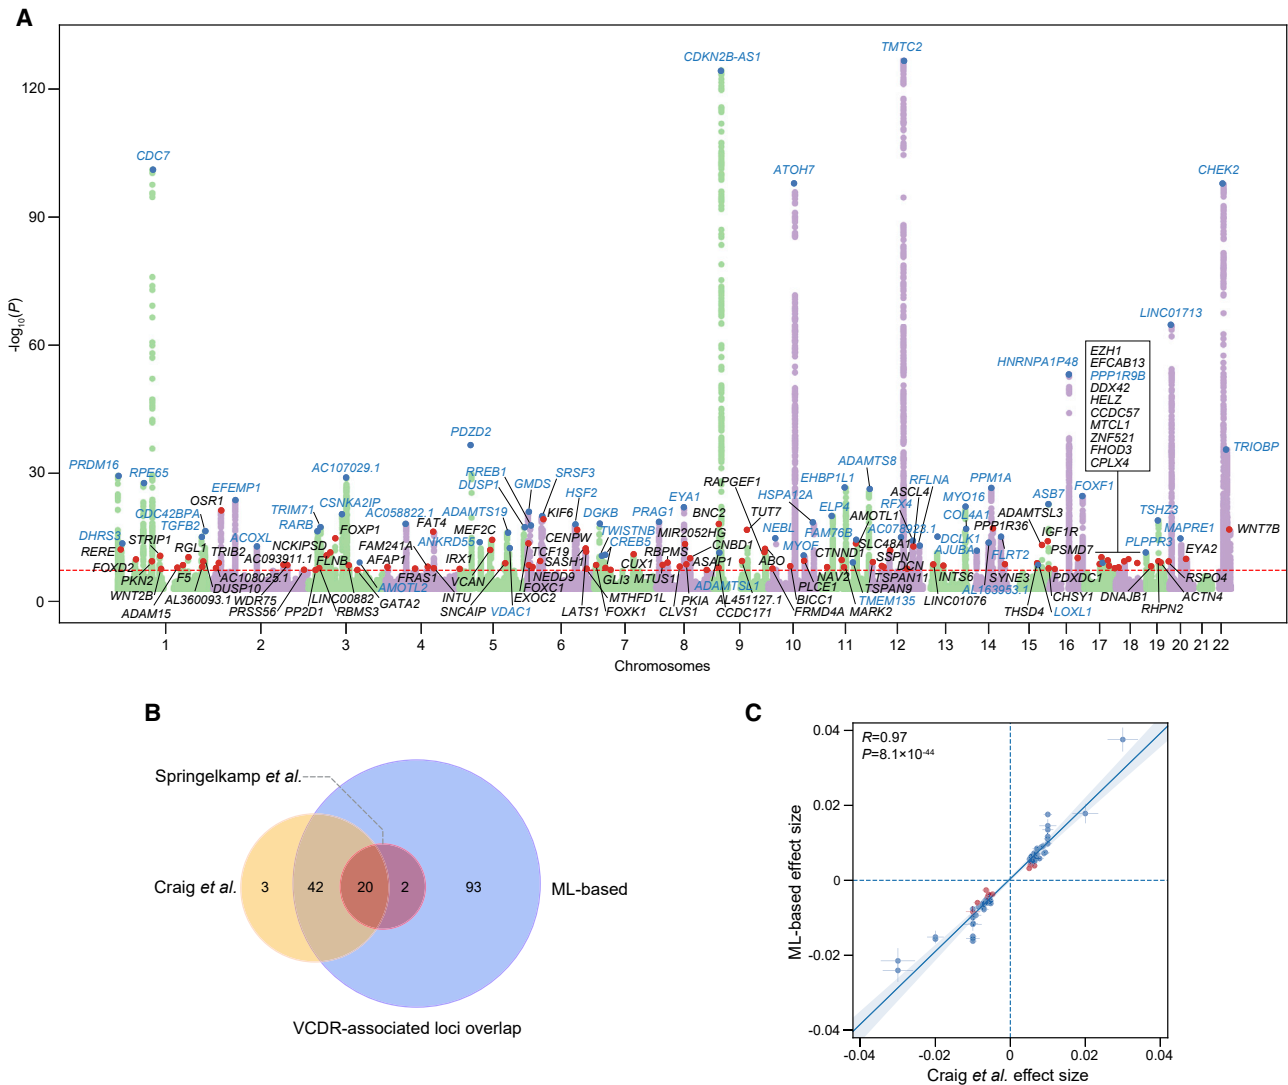 A
-log10(P)
120
90
60
30
0
TMTC2
CDKN2B-AS1
CDC7
ATOH7
CHEK2
LINC01713
HNRNPA1P48
EZH1
EFCAB13
PPP1R9B
DDX42
HELZ
CCDC57
MTCL1
ZNF521
FHOD3
CPLX4
TRIOBP
PDZD2
PRDM16
RPE65
AC107029.1
RREB1
SRSF3
ADAMTS8
EFEMP1
OSR1
DUSP1
GMDS
HSF2
EYA1
RAPGEF1
EHBP1L1
RFLNA
PPM1A
ASB7
FOXF1
CDC42BPA
TGFB2
TRIM71
RARB
CSNKA2IP
AC058822.1
ADAMTS19
KIF6
DGKB
PRAG1
BNC2
TUT7
HSPA12A
ELP4
RFX4
ASCL4
MYO16
COL4A1
ADAMTSL3
TSHZ3
MAPRE1
WNT7B
DHRS3
STRIP1
RERE
RGL1
FOXD2
ACOXL
TRIB2
NCKIPSD
FOXP1
FAT4
MEF2C
FAM241A
ANKRD55
CENPW
TWISTNB
CREB5
MIR2052HG
NEBL
FAM76B
AMOTL1
AC078928.1
PPP1R36
IGF1R
PLPPR3
EYA2
AC093911.1
FLNB
AFAP1
IRX1
TCF19
SASH1
CUX1
RBPMS
CNBD1
MYOF
CTNND1
SLC48A1
DCLK1
AJUBA
FLRT2
PSMD7
PKN2
F5
AC108025.1
DUSP10
AMOTL2
FRAS1
VCAN
NEDD9
FOXC1
GLI3
MTUS1
ASAP1
ADAMTSL1
ABO
PLCE1
NAV2
SSPN
DCN
TSPAN11
TSPAN9
INTS6
SYNE3
AL163953.1
PDXDC1
RSPO4
WNT2B
AL360093.1
WDR75
LINC00882
GATA2
INTU
EXOC2
MTHFD1L
PKIA
AL451127.1
BICC1
TMEM135
LINC01076
CHSY1
DNAJB1
ACTN4
ADAM15
PRSS56
PP2D1
RBMS3
SNCAIP
VDAC1
LATS1
FOXK1
CLVS1
CCDC171
FRMD4A
MARK2
THSD4
LOXL1
RHPN2
1 2 3 4 5 6 7 8 9 10 11 12 13 14 15 16 17 18 19 20 21 22
Chromosomes
B
Springelkamp et al.
Craig et al.
3
42
20
2
93
ML-based
VCDR-associated loci overlap
C
R=0.97
P=8.1×10-44
ML-based effect size
0.04
0.02
0
-0.02
-0.04
-0.04 -0.02 0 0.02 0.04
Craig et al. effect size